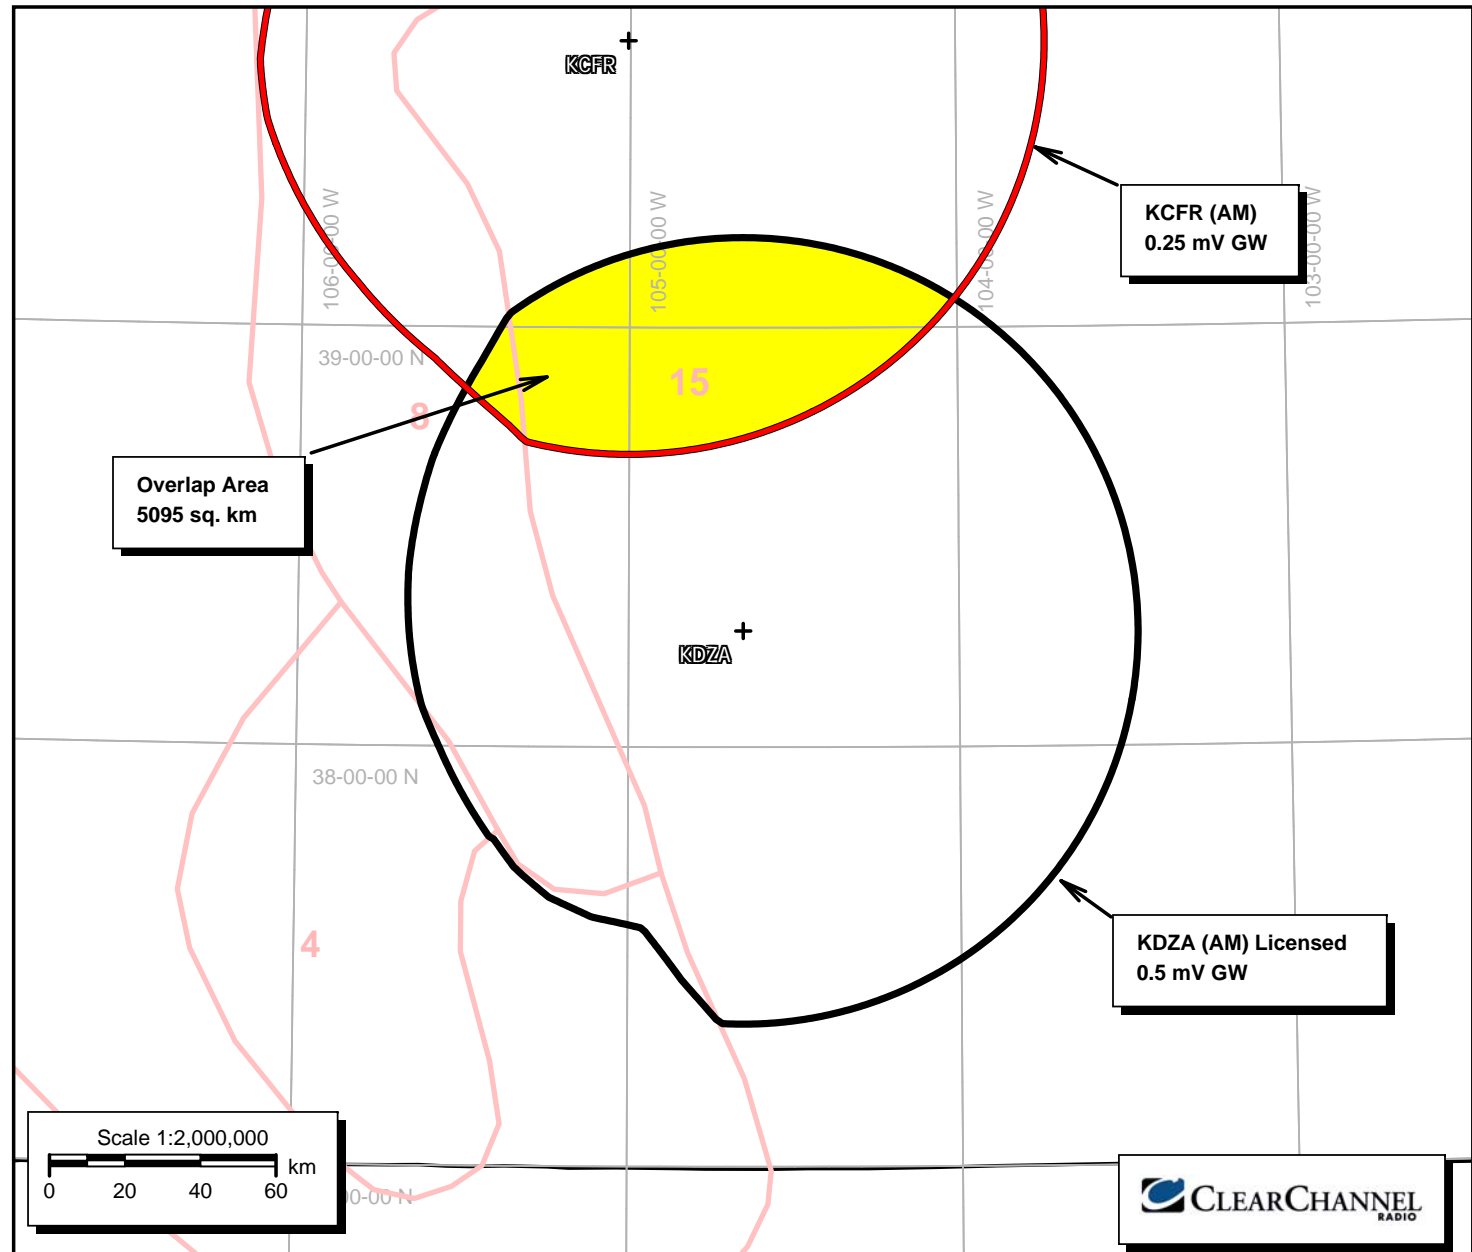 KCFR
KCFR (AM)
0.25 mV GW
106-00-00 W
105-00-00 W
104-00-00 W
103-00-00 W
39-00-00 N
15
8
Overlap Area
5095 sq. km
KDZA
38-00-00 N
4
KDZA (AM) Licensed
0.5 mV GW
Scale 1:2,000,000
km
0 20 40 60
00-00 N
CLEARCHANNEL
RADIO